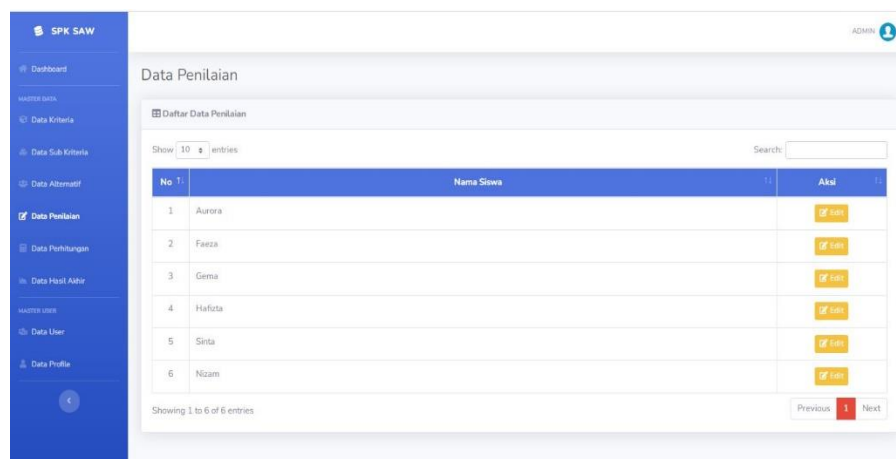 SPK SAW
ADMIN
Dashboard
MASTER DATA
Data Kriteria
Data Sub Kriteria
Data Alternatif
Data Penilaian
Data Perhitungan
Data Hasil Akhir
MASTER USER
Data User
Data Profile
Data Penilaian
Daftar Data Penilaian
Show 10 entries
Search:
No Nama Siswa Aksi
1 Aurora Edit
2 Faeza Edit
3 Gema Edit
4 Hafizta Edit
5 Sinta Edit
6 Nizam Edit
Showing 1 to 6 of 6 entries
Previous 1 Next